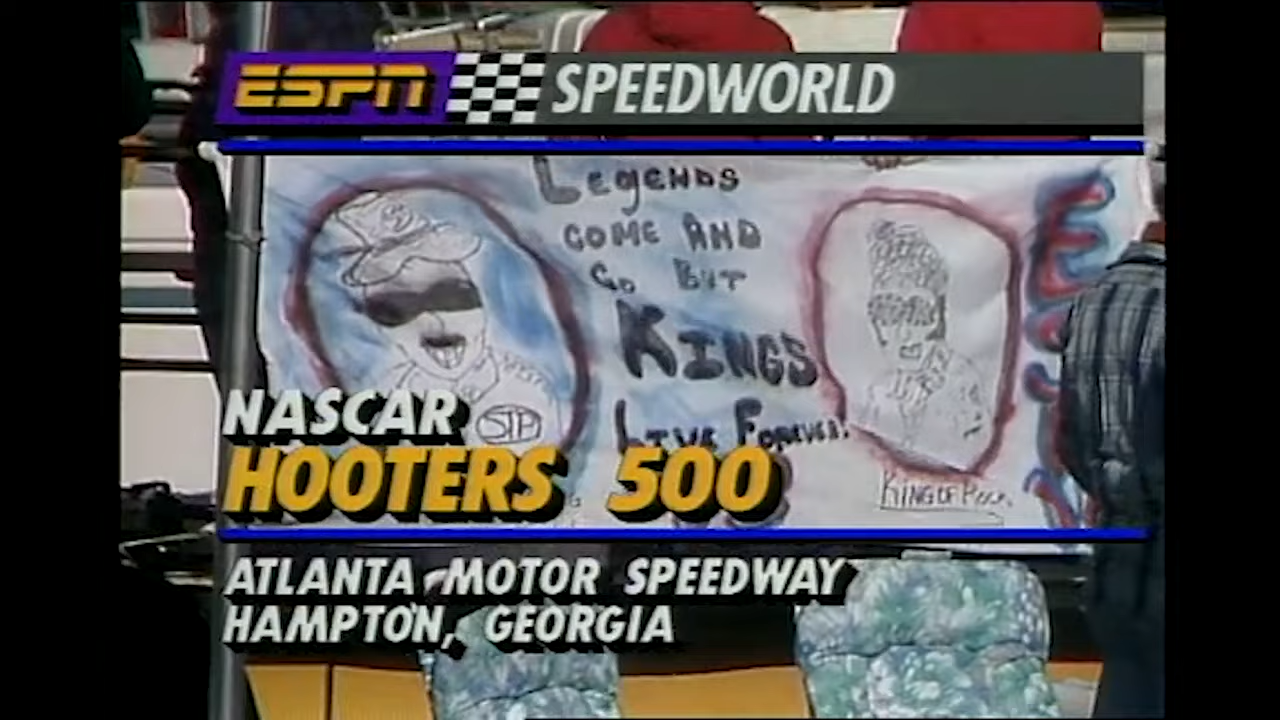 ESPN SPEEDWORLD
LEGENDS
COME AND
GO BUT
KINGS
LIVE FOREVER!
STP
KING OF ROCK
NASCAR
HOOTERS 500
ATLANTA MOTOR SPEEDWAY
HAMPTON, GEORGIA